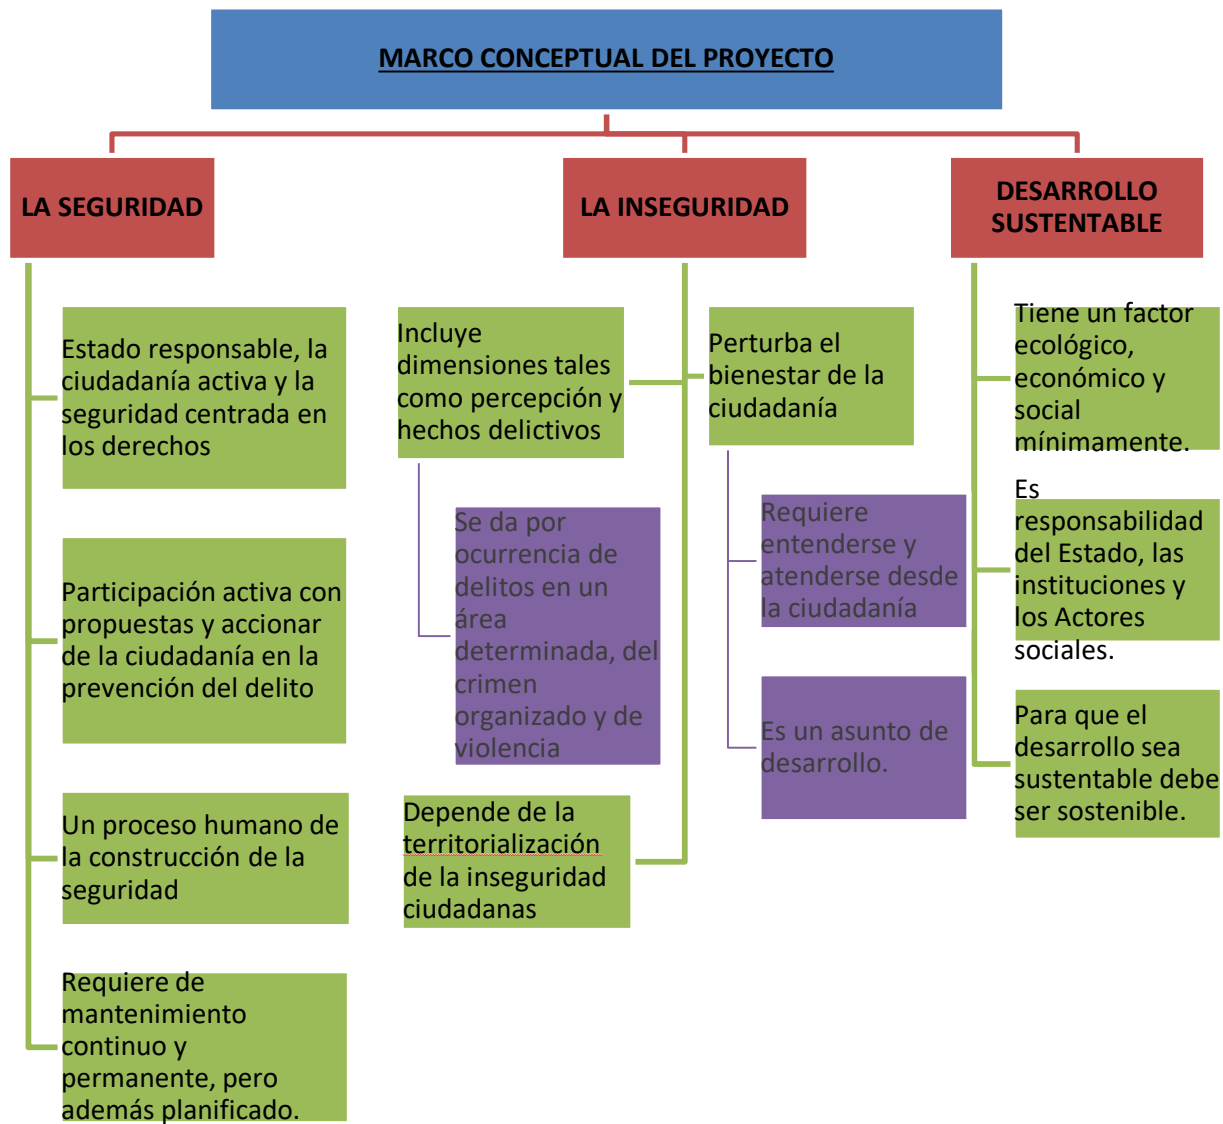 MARCO CONCEPTUAL DEL PROYECTO
LA SEGURIDAD
Estado responsable, la
ciudadanía activa y la
seguridad centrada en
los derechos
Participación activa con
propuestas y accionar
de la ciudadanía en la
prevención del delito
Un proceso humano de
la construcción de la
seguridad
Requiere de
mantenimiento
continuo y
permanente, pero
además planificado.
LA INSEGURIDAD
Incluye
dimensiones tales
como percepción y
hechos delictivos
Se da por
ocurrencia de
delitos en un
área
determinada, del
crimen
organizado y de
violencia
Perturba el
bienestar de la
ciudadanía
Requiere
entenderse y
atenderse desde
la ciudadanía
Es un asunto de
desarrollo.
Depende de la
territorialización
de la inseguridad
ciudadanas
DESARROLLO
SUSTENTABLE
Tiene un factor
ecológico,
económico y
social
mínimamente.
Es
responsabilidad
del Estado, las
instituciones y
los Actores
sociales.
Para que el
desarrollo sea
sustentable debe
ser sostenible.